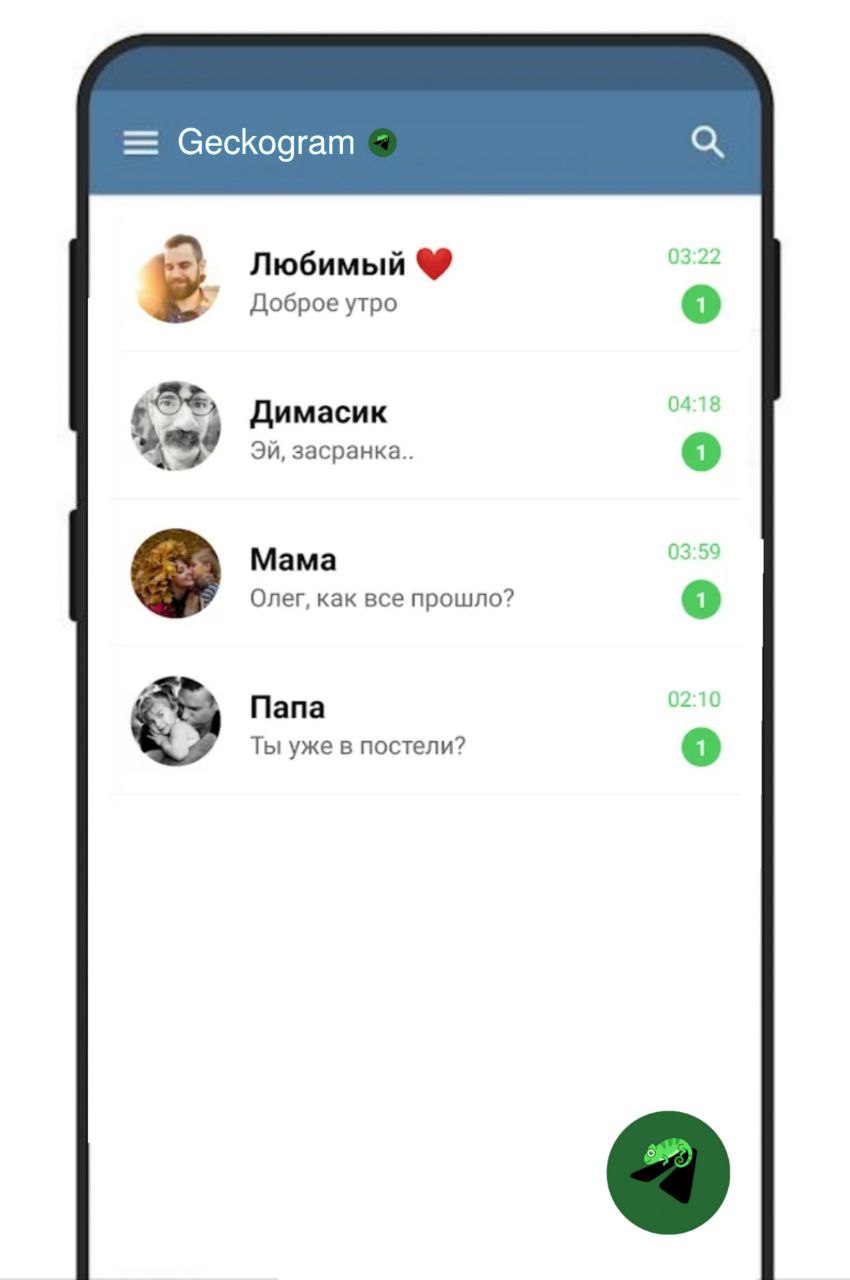 Geckogram
Любимый ❤️
03:22
Доброе утро
1
Димасик
04:18
Эй, засранка..
1
Мама
03:59
Олег, как все прошло?
1
Папа
02:10
Ты уже в постели?
1